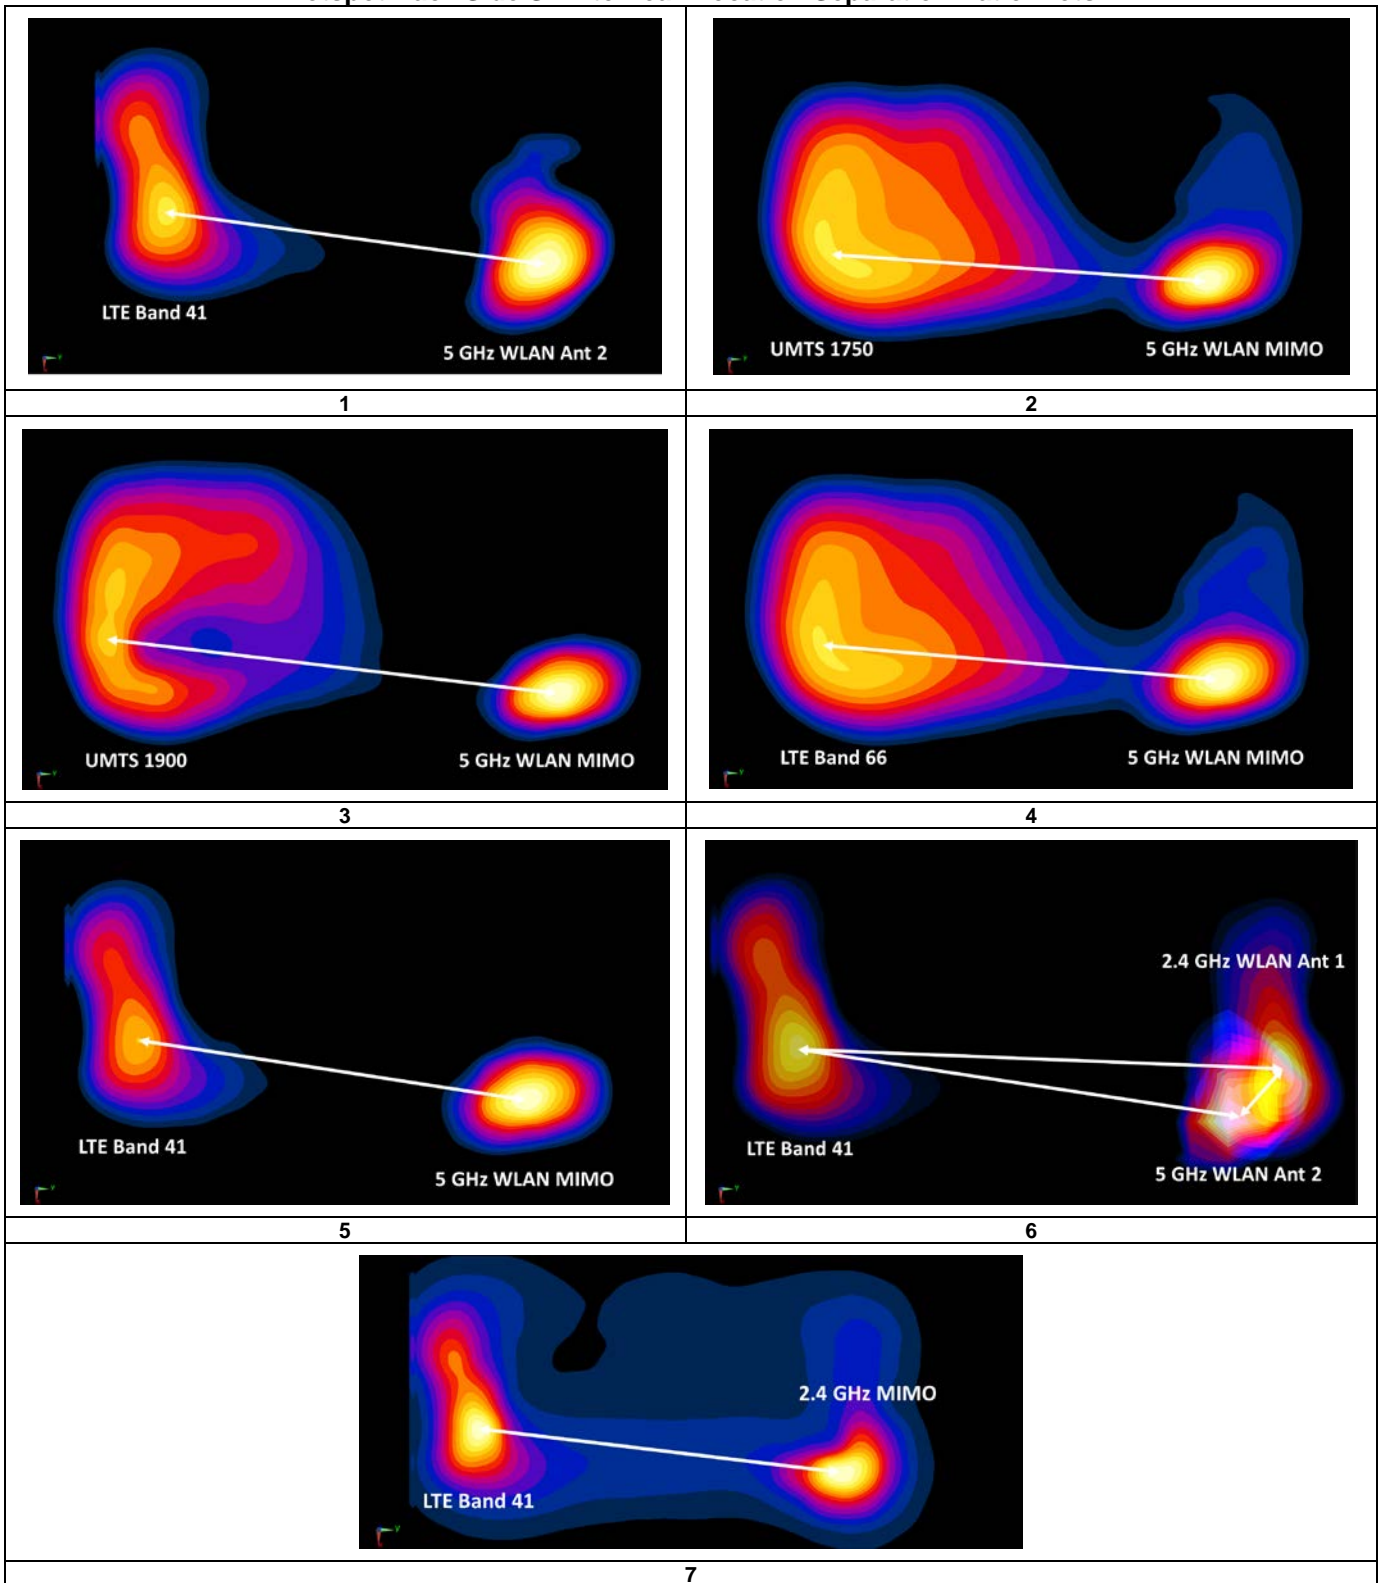 LTE Band 41
5 GHz WLAN Ant 2
UMTS 1750
5 GHz WLAN MIMO
1
2
UMTS 1900
5 GHz WLAN MIMO
LTE Band 66
5 GHz WLAN MIMO
3
4
LTE Band 41
5 GHz WLAN MIMO
2.4 GHz WLAN Ant 1
LTE Band 41
5 GHz WLAN Ant 2
5
6
2.4 GHz MIMO
LTE Band 41
7